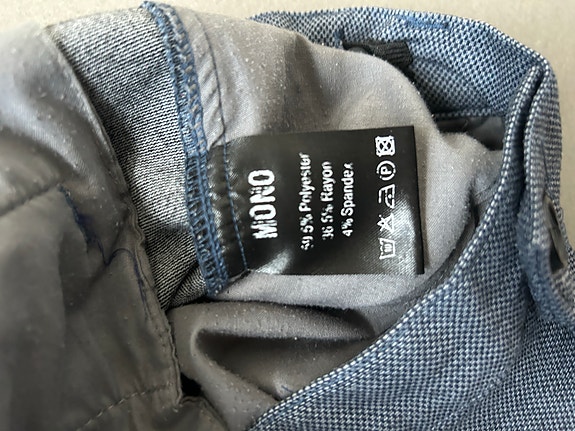 MONO
59.5% Polyester
36.5% Rayon
4% Spandex
P